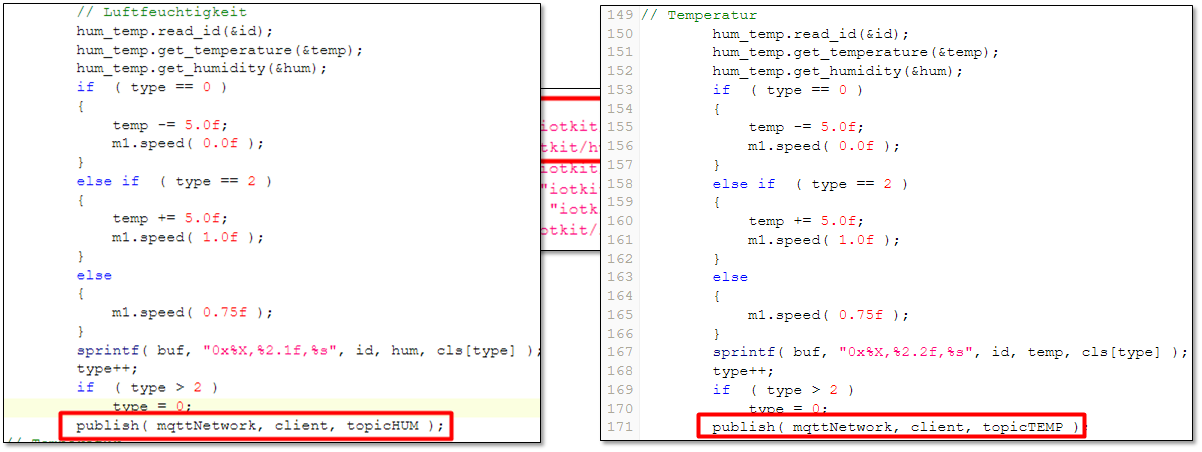 // Luftfeuchtigkeit
hum_temp.read_id(&id);
hum_temp.get_temperature(&temp);
hum_temp.get_humidity(&hum);
if  ( type == 0 )
{
temp -= 5.0f;
m1.speed( 0.0f );
}
else if  ( type == 2 )
{
temp += 5.0f;
m1.speed( 1.0f );
}
else
{
m1.speed( 0.75f );
}
sprintf( buf, "0x%X,%2.1f,%s", id, hum, cls[type] );
type++;
if  ( type > 2 )
type = 0;
publish( mqttNetwork, client, topicHUM );
iotkit
tkit/h
iotkit
"iotki
"iotk
otkit/
149 // Temperatur
150 hum_temp.read_id(&id);
151 hum_temp.get_temperature(&temp);
152 hum_temp.get_humidity(&hum);
153 if  ( type == 0 )
154 {
155 temp -= 5.0f;
156 m1.speed( 0.0f );
157 }
158 else if  ( type == 2 )
159 {
160 temp += 5.0f;
161 m1.speed( 1.0f );
162 }
163 else
164 {
165 m1.speed( 0.75f );
166 }
167 sprintf( buf, "0x%X,%2.2f,%s", id, temp, cls[type] );
168 type++;
169 if  ( type > 2 )
170 type = 0;
171 publish( mqttNetwork, client, topicTEMP );